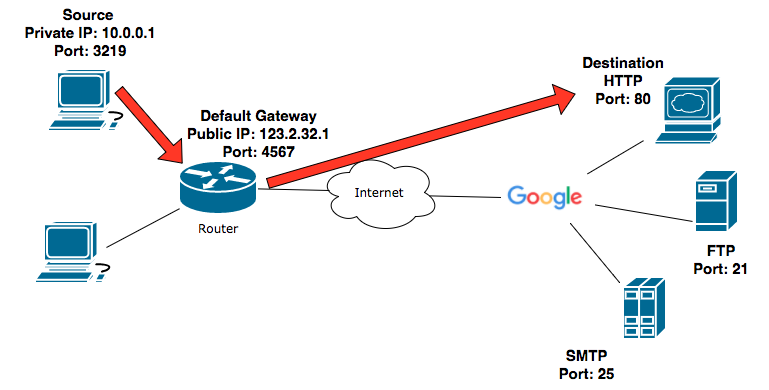 Source
Private IP: 10.0.0.1
Port: 3219
Default Gateway
Public IP: 123.2.32.1
Port: 4567
Router
Internet
Google
Destination
HTTP
Port: 80
FTP
Port: 21
SMTP
Port: 25